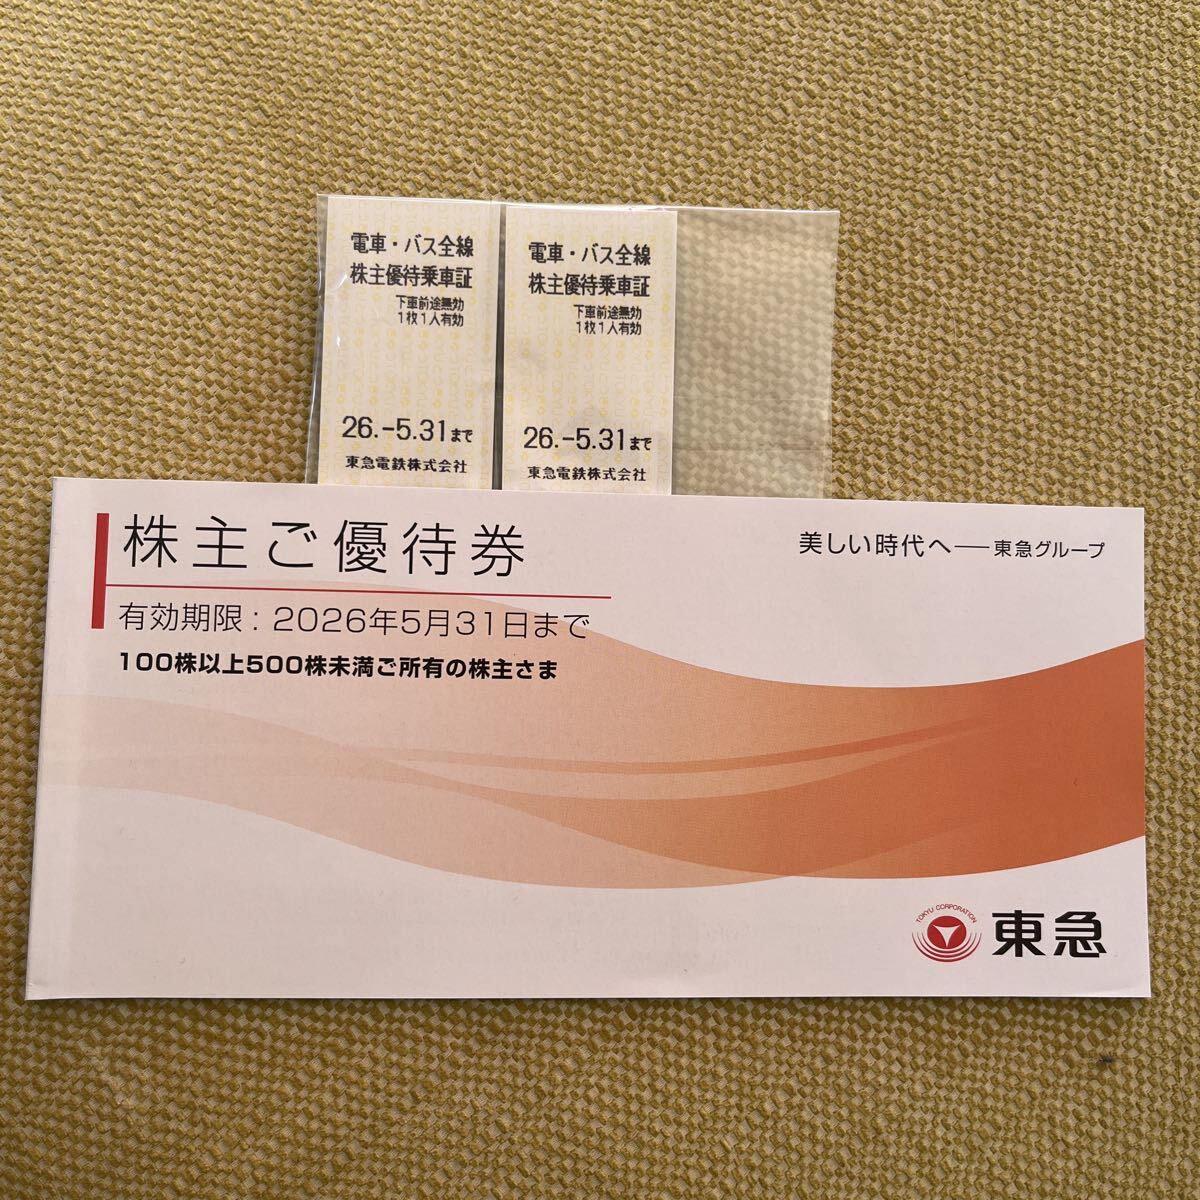 電車・バス全線
株主優待乗車証
下車前途無効
1枚1人有効
26.-5.31まで
東急電鉄株式会社
電車・バス全線
株主優待乗車証
下車前途無効
1枚1人有効
26.-5.31まで
東急電鉄株式会社
株主ご優待券
美しい時代へ──東急グループ
有効期限：2026年5月31日まで
100株以上500株未満ご所有の株主さま
TOKYU CORPORATION
東急